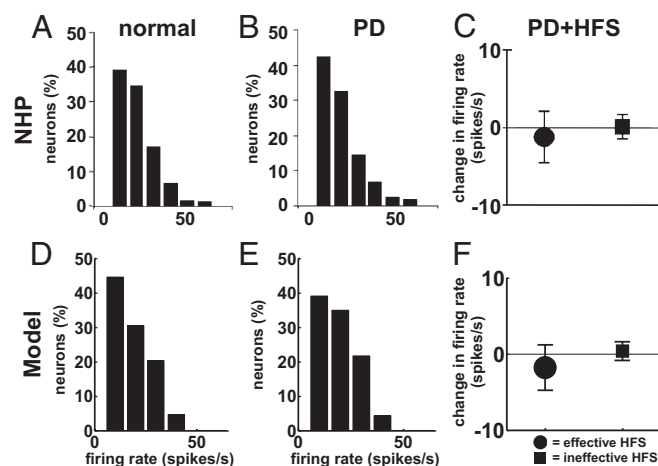 A normal B PD C PD+HFS
NHP
neurons (%)
50
40
30
20
10
0
0 50
neurons (%)
50
40
30
20
10
0
0 50
change in firing rate
(spikes/s)
10
0
-10
D E F
Model
neurons (%)
50
40
30
20
10
0
0 50
firing rate (spikes/s)
neurons (%)
50
40
30
20
10
0
0 50
firing rate (spikes/s)
change in firing rate
(spikes/s)
10
0
-10
= effective HFS
= ineffective HFS